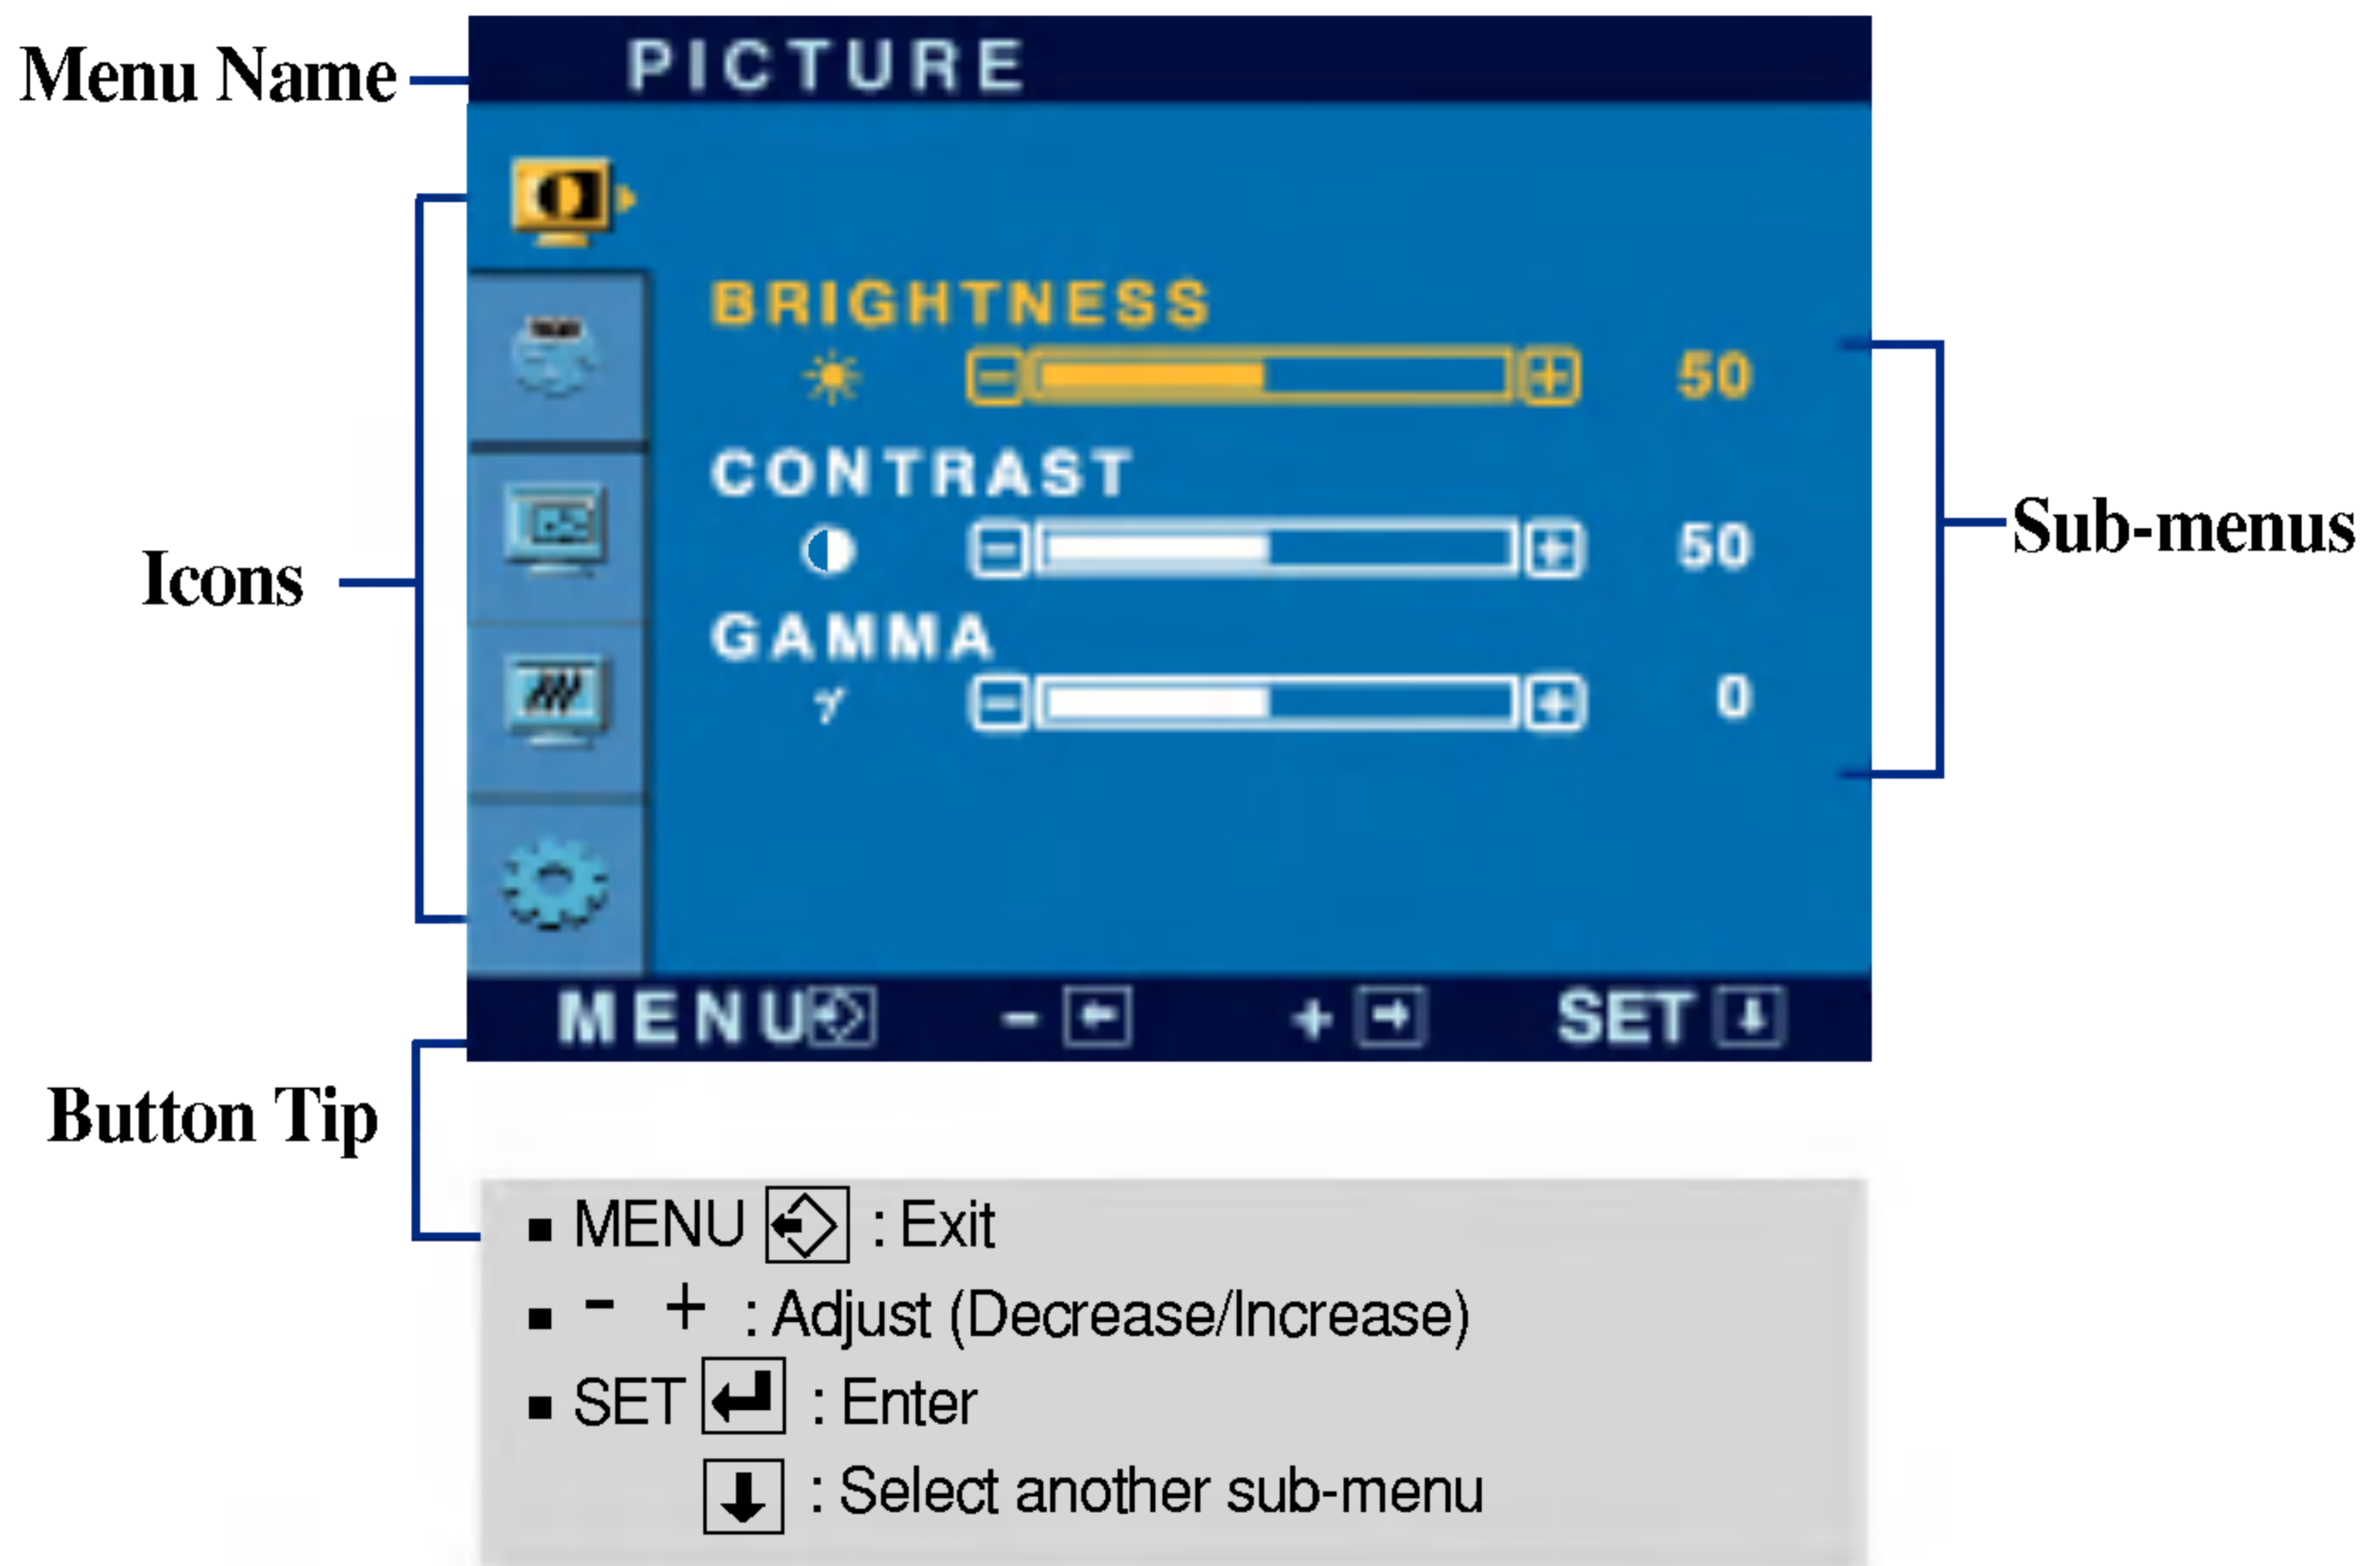 Menu Name
PICTURE
BRIGHTNESS
- + 50
CONTRAST
- + 50
Sub-menus
Icons
GAMMA
γ - + 0
MENU - + SET
Button Tip
■ MENU : Exit
■ - + : Adjust (Decrease/Increase)
■ SET : Enter
: Select another sub-menu